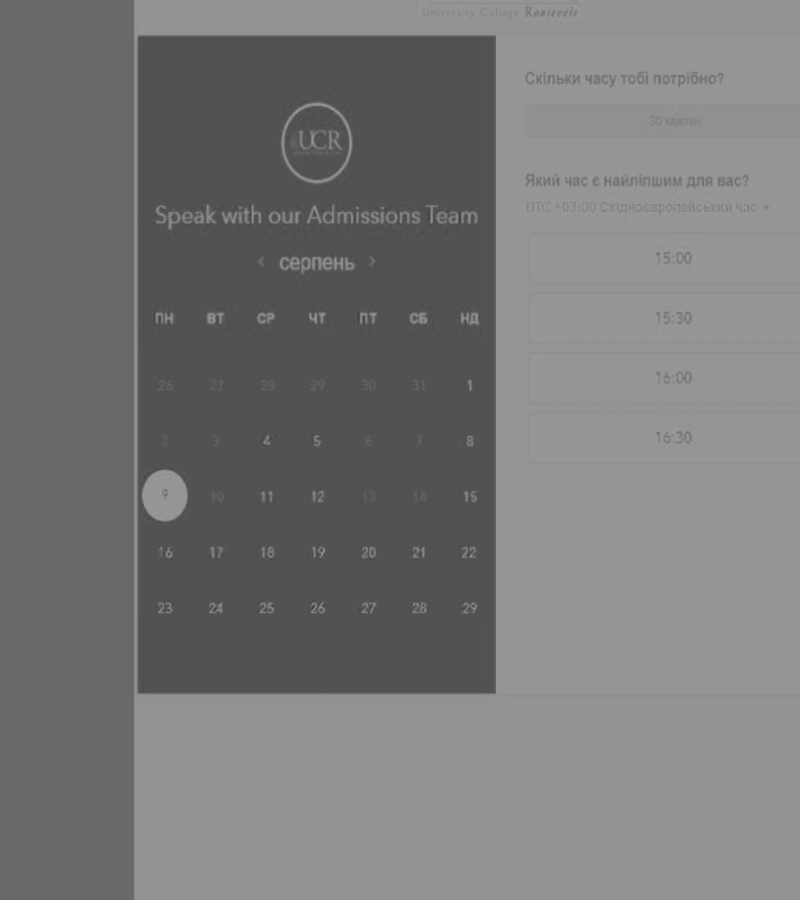 University College Roosevelt
UCR
Speak with our Admissions Team
< серпень >
ПН ВТ СР ЧТ ПТ СБ НД
26 27 28 29 30 31 1
2 3 4 5 6 7 8
9 10 11 12 13 14 15
16 17 18 19 20 21 22
23 24 25 26 27 28 29
Скільки часу тобі потрібно?
30 хвилин
Який час є найліпшим для вас?
UTC +03:00 Східноєвропейський час
15:00
15:30
16:00
16:30